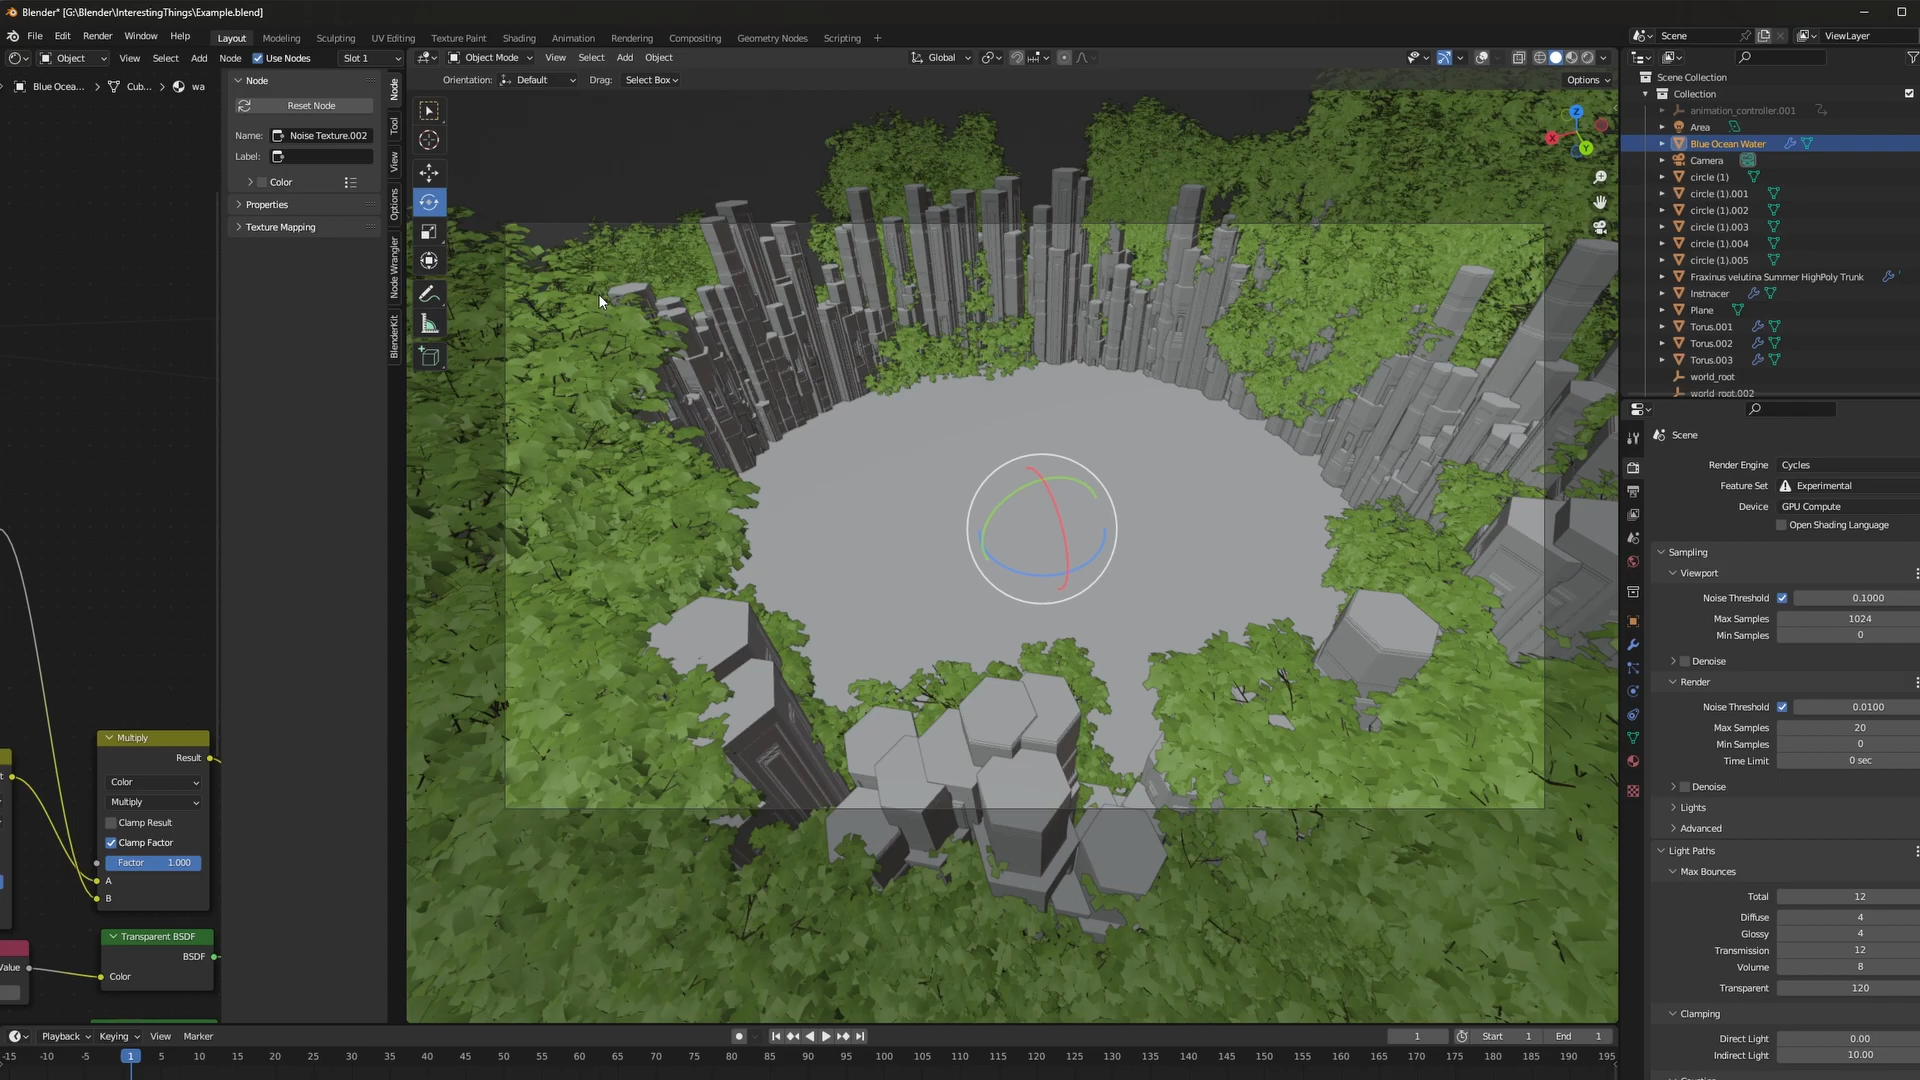 Blender* [G:\Blender\InterestingThings\Example.blend]
File Edit Render Window Help Layout Modeling Sculpting UV Editing Texture Paint Shading Animation Rendering Compositing Geometry Nodes Scripting + Scene ViewLayer
Object View Select Add Node Use Nodes Slot 1 Object Mode View Select Add Object Global
Orientation: Default Drag: Select Box Options
Blue Ocea... Cub... wa
Node
Reset Node
Name: Noise Texture.002
Label:
Color
Properties
Texture Mapping
Node
Tool
View
Options
Node Wrangler
BlenderKit
Multiply
Result
Color
Multiply
Clamp Result
Clamp Factor
Factor 1.000
A
B
Transparent BSDF
BSDF
Color
Value
Z
X
Y
Scene Collection
Collection
animation_controller.001
Area
Blue Ocean Water
Camera
circle (1)
circle (1).001
circle (1).002
circle (1).003
circle (1).004
circle (1).005
Fraxinus velutina Summer HighPoly Trunk
Instnacer
Plane
Torus.001
Torus.002
Torus.003
world_root
world_root.002
Scene
Render Engine Cycles
Feature Set Experimental
Device GPU Compute
Open Shading Language
Sampling
Viewport
Noise Threshold 0.1000
Max Samples 1024
Min Samples 0
Denoise
Render
Noise Threshold 0.0100
Max Samples 20
Min Samples 0
Time Limit 0 sec
Denoise
Lights
Advanced
Light Paths
Max Bounces
Total 12
Diffuse 4
Glossy 4
Transmission 12
Volume 8
Transparent 120
Clamping
Direct Light 0.00
Indirect Light 10.00
Playback Keying View Marker 1 Start 1 End 1
-15 -10 -5 1 5 10 15 20 25 30 35 40 45 50 55 60 65 70 75 80 85 90 95 100 105 110 115 120 125 130 135 140 145 150 155 160 165 170 175 180 185 190 195